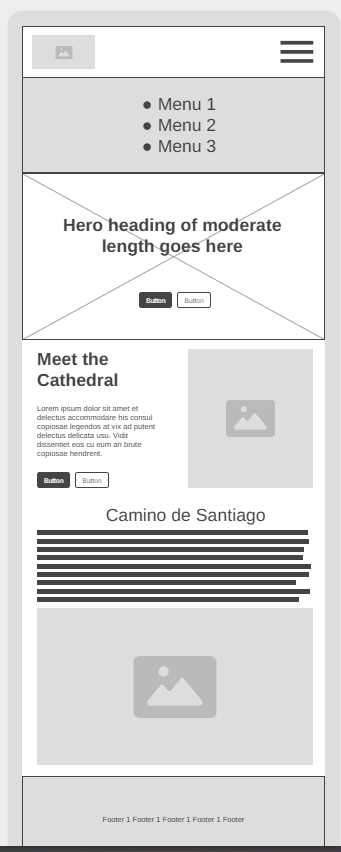 ● Menu 1
● Menu 2
● Menu 3
Hero heading of moderate
length goes here
Button Button
Meet the
Cathedral
Lorem ipsum dolor sit amet et
delectus accommodare his consul
copiosae legendos at vix ad putent
delectus delicata usu. Vidit
dissentiet eos cu eum an brute
copiosae hendrerit.
Button Button
Camino de Santiago
Footer 1 Footer 1 Footer 1 Footer 1 Footer